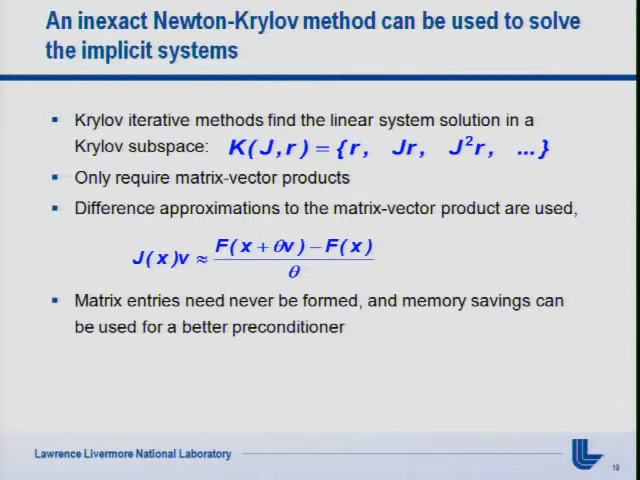 An inexact Newton-Krylov method can be used to solve
the implicit systems
▪ Krylov iterative methods find the linear system solution in a
Krylov subspace: K(J,r) = {r, Jr, J²r, ...}
▪ Only require matrix-vector products
▪ Difference approximations to the matrix-vector product are used,
J(x)v ≈ (F(x + θv) − F(x)) / θ
▪ Matrix entries need never be formed, and memory savings can
be used for a better preconditioner
Lawrence Livermore National Laboratory
19